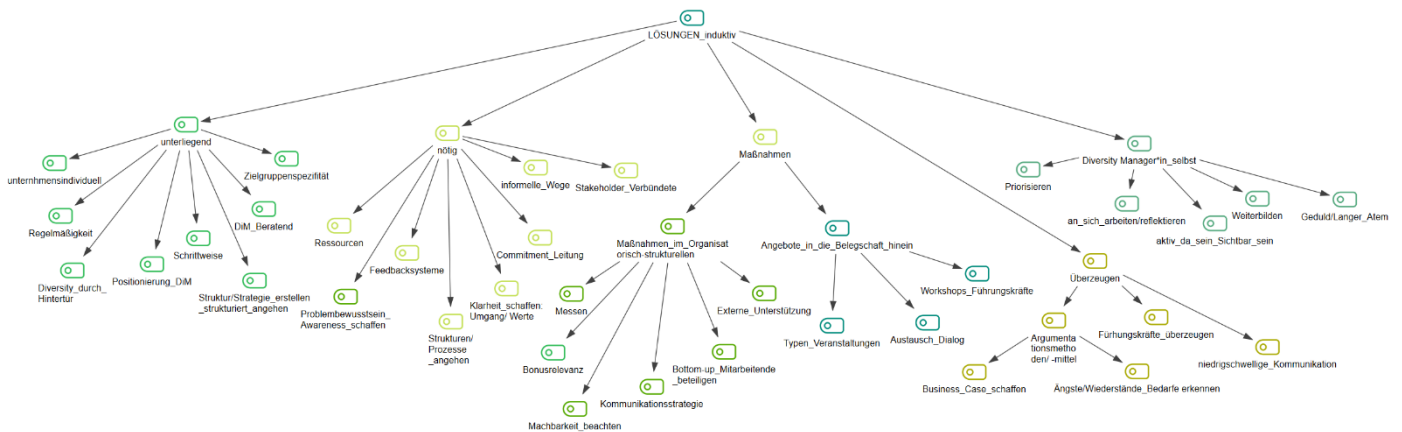 LÖSUNGEN_induktiv
unterliegend
nötig
Maßnahmen
Diversity Manager*in_selbst
unternhmensindividuell
Zielgruppenspezifität
informelle_Wege
Stakeholder_Verbündete
Priorisieren
Regelmäßigkeit
DiM_Beratend
Ressourcen
Maßnahmen_im_Organisat
orisch-strukturellen
Angebote_in_die_Belegschaft_hinein
an_sich_arbeiten/reflektieren
Weiterbilden
Geduld/Langer_Atem
aktiv_da_sein_Sichtbar_sein
Schrittweise
Commitment_Leitung
Feedbacksysteme
Überzeugen
Diversity_durch_
Hintertür
Positionierung_DiM
Struktur/Strategie_erstellen
_strukturiert_angehen
Problembewusstsein_
Awareness_schaffen
Klarheit_schaffen:
Umgang/ Werte
Messen
Externe_Unterstützung
Workshops_Führungskräfte
Strukturen/
Prozesse
_angehen
Typen_Veranstaltungen
Austausch_Dialog
Argumenta
tionsmetho
den/ -mittel
Fürhungskräfte_überzeugen
niedrigschwellige_Kommunikation
Bonusrelevanz
Bottom-up_Mitarbeitende
_beteiligen
Business_Case_schaffen
Ängste/Wiederstände_Bedarfe erkennen
Kommunikationsstrategie
Machbarkeit_beachten